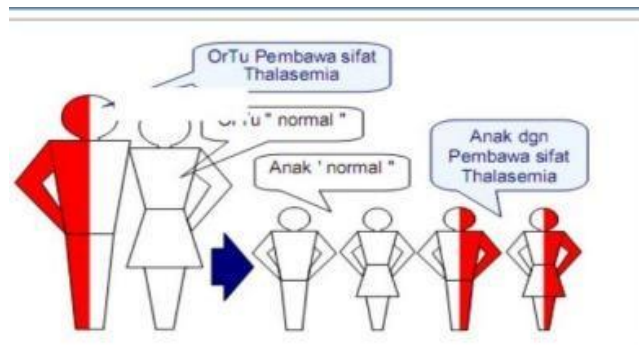 OrTu Pembawa sifat
Thalasemia
" normal "
Anak ' normal "
Anak dgn
Pembawa sifat
Thalasemia